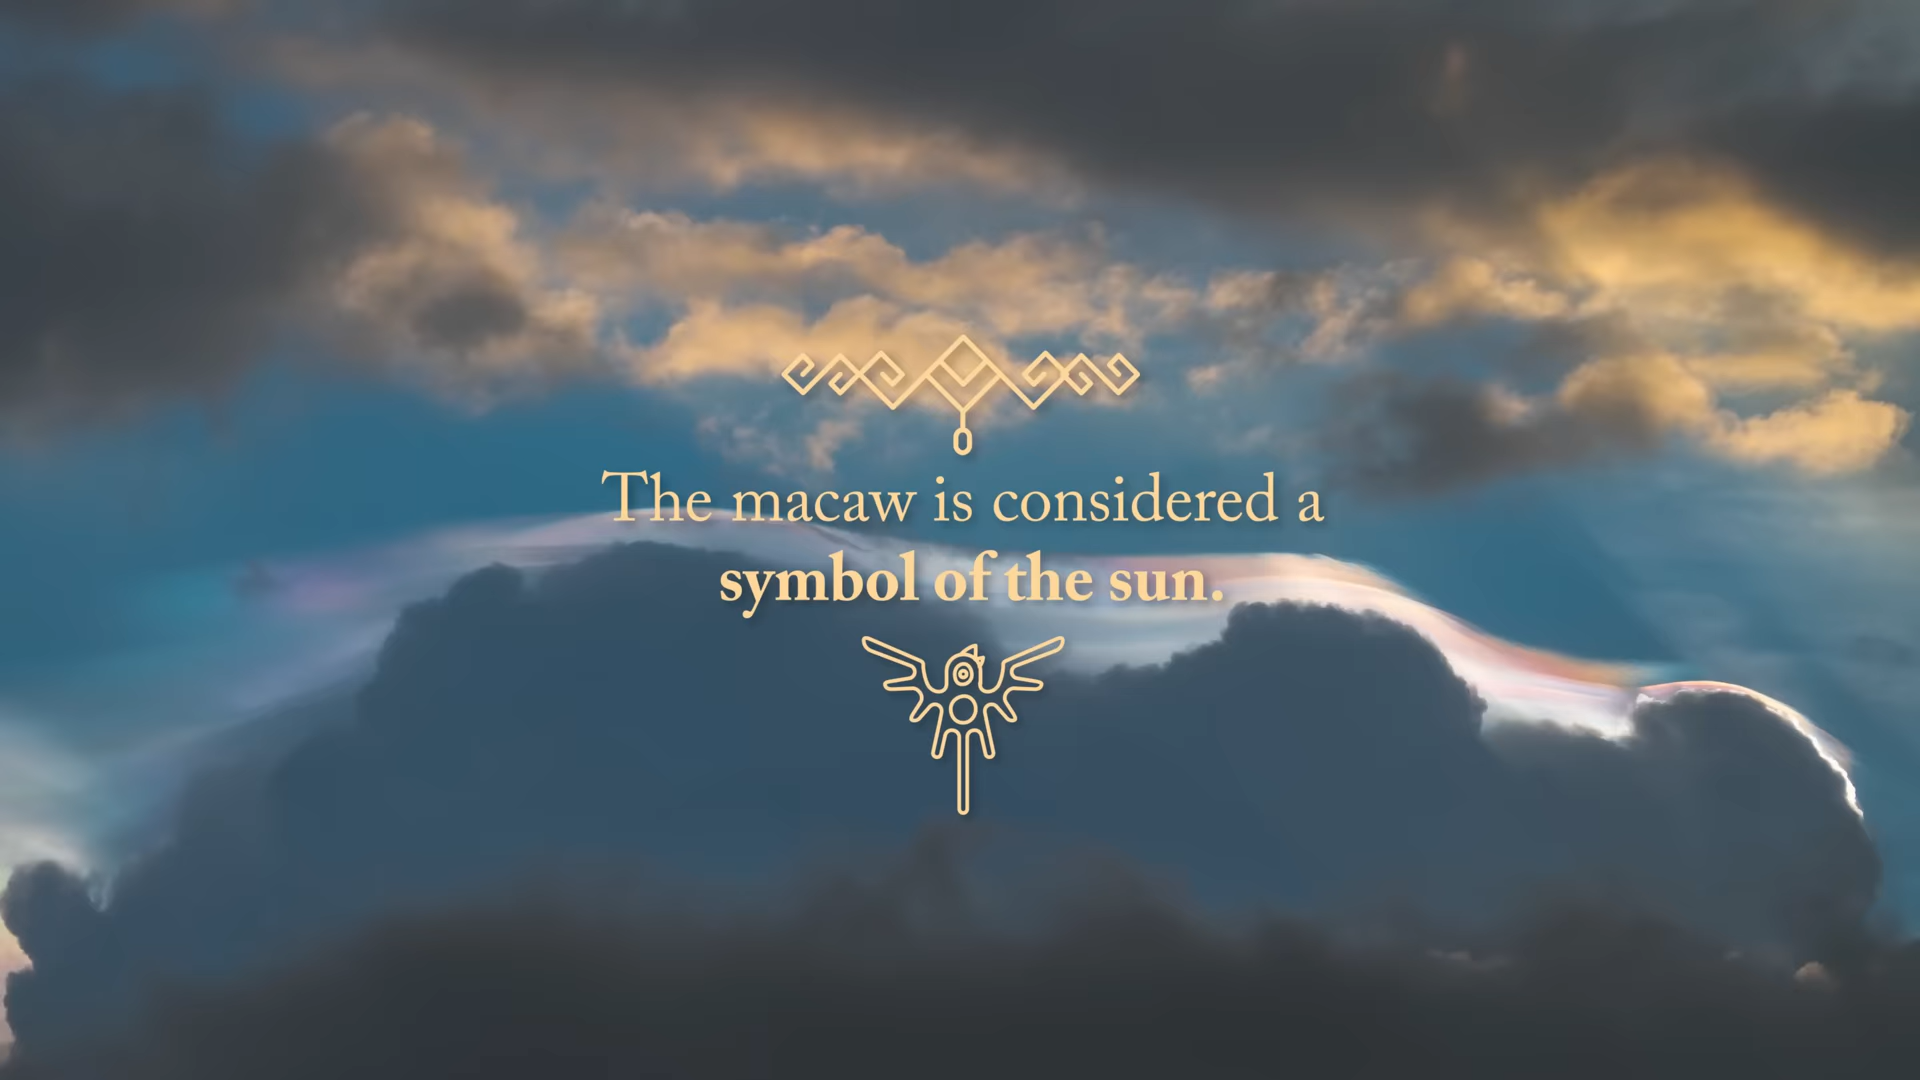 The macaw is considered a
symbol of the sun.